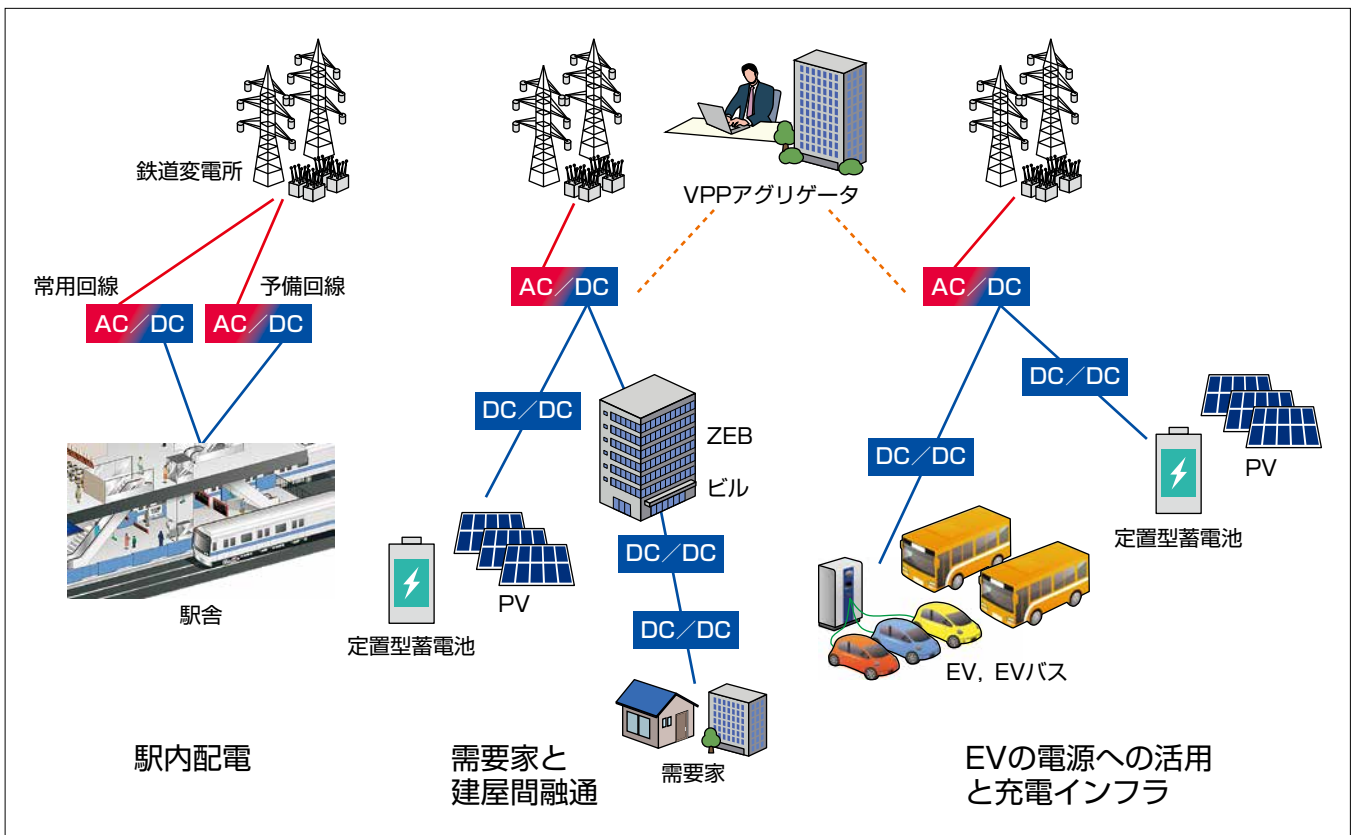 鉄道変電所
VPPアグリゲータ
常用回線
予備回線
AC／DC
AC／DC
AC／DC
AC／DC
DC／DC
DC／DC
DC／DC
ZEB
ビル
PV
定置型蓄電池
DC／DC
DC／DC
駅舎
PV
定置型蓄電池
EV，EVバス
需要家
駅内配電
需要家と
建屋間融通
EVの電源への活用
と充電インフラ